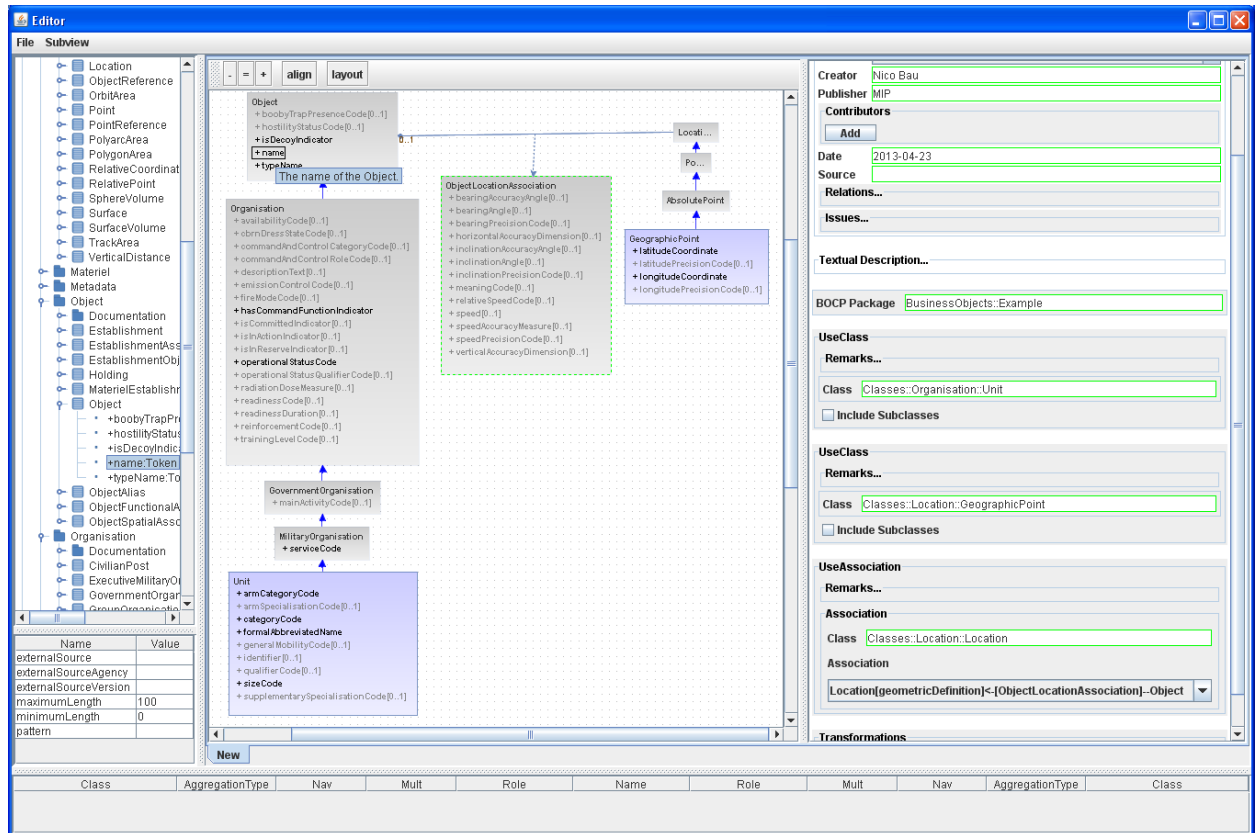 Editor
File Subview
Location
ObjectReference
OrbitArea
Point
PointReference
PolyarcArea
PolygonArea
RelativeCoordinat
RelativePoint
SphereVolume
Surface
SurfaceVolume
TrackArea
VerticalDistance
Materiel
Metadata
Object
Documentation
Establishment
EstablishmentAss
EstablishmentObj
Holding
MaterielEstablishr
Object
+boobyTrapPr
+hostilityStatus
+isDecoyIndica
+name:Token
+typeName:To
ObjectAlias
ObjectFunctionalA
ObjectSpatialAsso
Organisation
Documentation
CivilianPost
ExecutiveMilitaryO
GovernmentOrgar
GroupOrganisatio
Name Value
externalSource
externalSourceAgency
externalSourceVersion
maximumLength 100
minimumLength 0
pattern
- = + align layout
Object
+ boobyTrapPresenceCode[0..1]
+ hostilityStatusCode[0..1]
+ isDecoyIndicator
+ name
+ typeName
The name of the Object.
0..1
Organisation
+ availabilityCode[0..1]
+ cbrnDressStateCode[0..1]
+ commandAndControlCategoryCode[0..1]
+ commandAndControlRoleCode[0..1]
+ descriptionText[0..1]
+ emissionControlCode[0..1]
+ fireModeCode[0..1]
+ hasCommandFunctionIndicator
+ isCommittedIndicator[0..1]
+ isInActionIndicator[0..1]
+ isInReserveIndicator[0..1]
+ operationalStatusCode
+ operationalStatusQualifierCode[0..1]
+ radiationDoseMeasure[0..1]
+ readinessCode[0..1]
+ readinessDuration[0..1]
+ reinforcementCode[0..1]
+ trainingLevelCode[0..1]
GovernmentOrganisation
+ mainActivityCode[0..1]
MilitaryOrganisation
+ serviceCode
Unit
+ armCategoryCode
+ armSpecialisationCode[0..1]
+ categoryCode
+ formalAbbreviatedName
+ generalMobilityCode[0..1]
+ identifier[0..1]
+ qualifierCode[0..1]
+ sizeCode
+ supplementarySpecialisationCode[0..1]
ObjectLocationAssociation
+ bearingAccuracyAngle[0..1]
+ bearingAngle[0..1]
+ bearingPrecisionCode[0..1]
+ horizontalAccuracyDimension[0..1]
+ inclinationAccuracyAngle[0..1]
+ inclinationAngle[0..1]
+ inclinationPrecisionCode[0..1]
+ meaningCode[0..1]
+ relativeSpeedCode[0..1]
+ speed[0..1]
+ speedAccuracyMeasure[0..1]
+ speedPrecisionCode[0..1]
+ verticalAccuracyDimension[0..1]
Locati...
Po...
AbsolutePoint
GeographicPoint
+ latitudeCoordinate
+ latitudePrecisionCode[0..1]
+ longitudeCoordinate
+ longitudePrecisionCode[0..1]
New
Creator Nico Bau
Publisher MIP
Contributors
Add
Date 2013-04-23
Source
Relations...
Issues...
Textual Description...
BOCP Package BusinessObjects::Example
UseClass
Remarks...
Class Classes::Organisation::Unit
Include Subclasses
UseClass
Remarks...
Class Classes::Location::GeographicPoint
Include Subclasses
UseAssociation
Remarks...
Association
Class Classes::Location::Location
Association
Location[geometricDefinition]<-[ObjectLocationAssociation]--Object
Transformations
Class AggregationType Nav Mult Role Name Role Mult Nav AggregationType Class